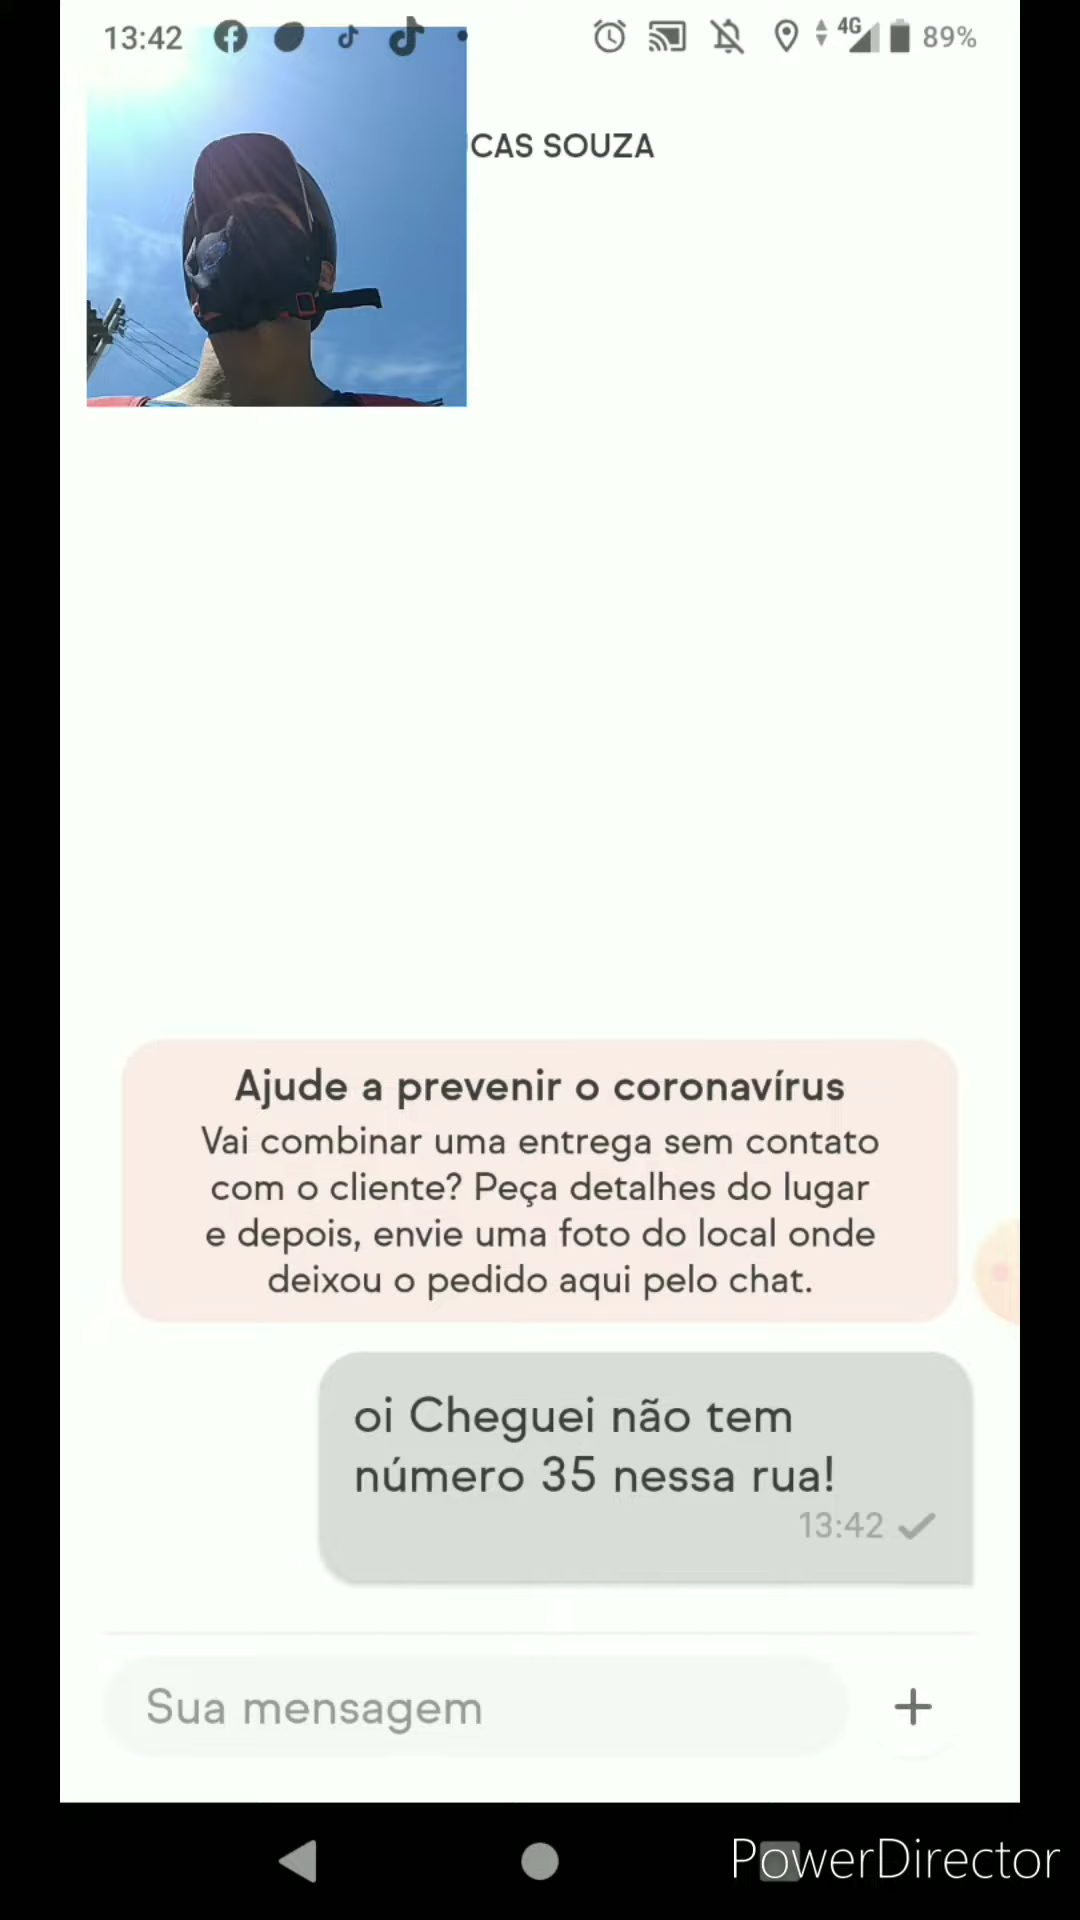 13:42
4G
89%
CAS SOUZA
Ajude a prevenir o coronavírus
Vai combinar uma entrega sem contato
com o cliente? Peça detalhes do lugar
e depois, envie uma foto do local onde
deixou o pedido aqui pelo chat.
oi Cheguei não tem
número 35 nessa rua!
13:42
Sua mensagem
PowerDirector